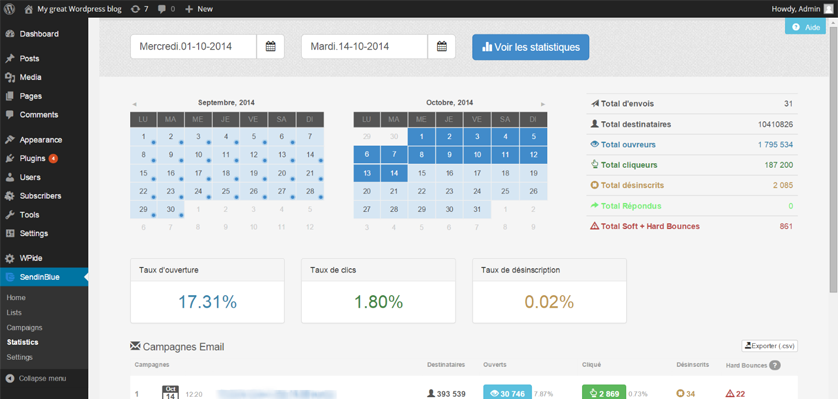 My great Wordpress blog 7 0 New Howdy, Admin
Aide
Dashboard
Posts
Media
Pages
Comments
Appearance
Plugins 4
Users
Subscribers
Tools
Settings
WPide
SendinBlue
Home
Lists
Campaigns
Statistics
Settings
Collapse menu
Mercredi.01-10-2014 Mardi.14-10-2014 Voir les statistiques
Septembre, 2014
LU MA ME JE VE SA DI
1 2 3 4 5 6 7
8 9 10 11 12 13 14
15 16 17 18 19 20 21
22 23 24 25 26 27 28
29 30 1 2 3 4 5
6 7 8 9 10 11 12
Octobre, 2014
LU MA ME JE VE SA DI
29 30 1 2 3 4 5
6 7 8 9 10 11 12
13 14 15 16 17 18 19
20 21 22 23 24 25 26
27 28 29 30 31 1 2
3 4 5 6 7 8 9
Total d'envois 31
Total destinataires 10410826
Total ouvreurs 1 795 534
Total cliqueurs 187 200
Total désinscrits 2 085
Total Répondus 0
Total Soft + Hard Bounces 861
Taux d'ouverture
17.31%
Taux de clics
1.80%
Taux de désinscription
0.02%
Campagnes Email Exporter (.csv)
Campagnes Destinataires Ouverts Cliqué Désinscrits Hard Bounces ?
1 Oct 14 12:20 393 539 30 746 7.87% 2 869 0.73% 34 22